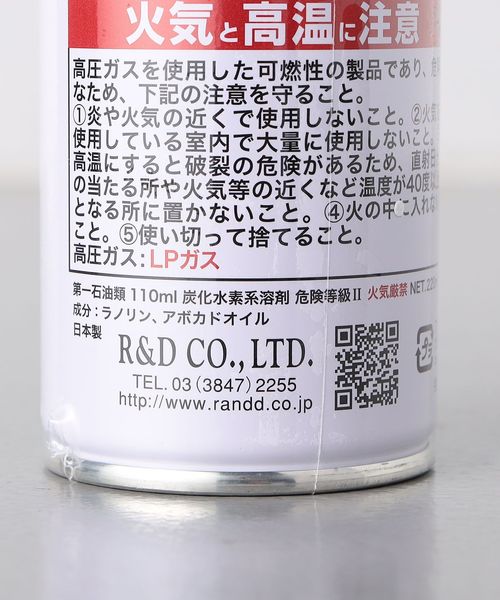 火気と高温に注意
高圧ガスを使用した可燃性の製品であり、危
なため、下記の注意を守ること。
①炎や火気の近くで使用しないこと。②火気を
使用している室内で大量に使用しないこと。
高温にすると破裂の危険があるため、直射日
の当たる所や火気等の近くなど温度が40度以
となる所に置かないこと。④火の中に入れな
こと。⑤使い切って捨てること。
高圧ガス:LPガス
第一石油類 110ml 炭化水素系溶剤 危険等級Ⅱ 火気厳禁 NET.220m
成分:ラノリン、アボカドオイル
日本製
R&D CO., LTD.
TEL. 03(3847)2255
http://www.randd.co.jp
プラ